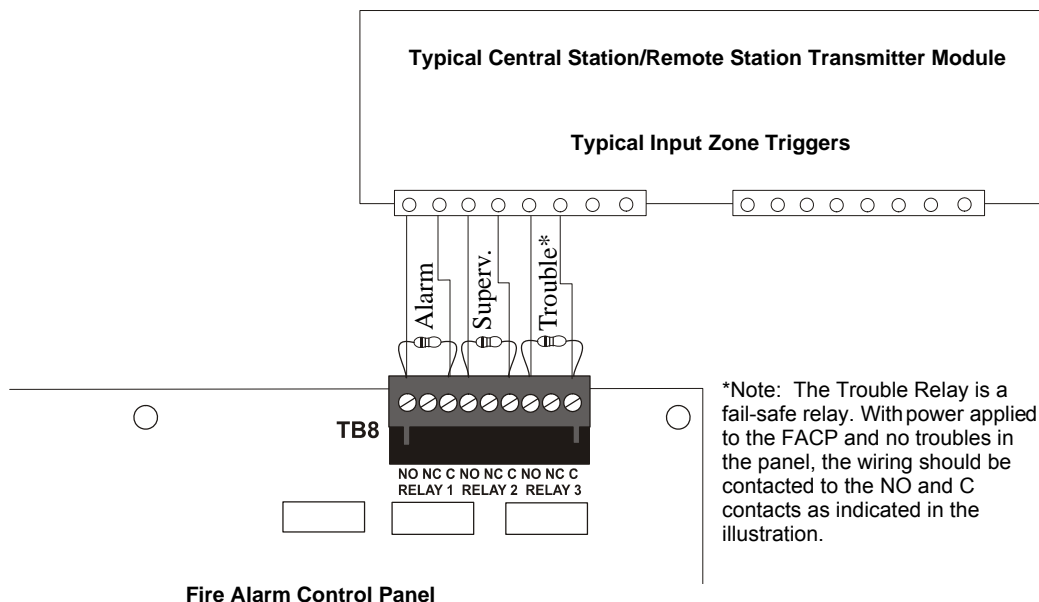 Typical Central Station/Remote Station Transmitter Module
Typical Input Zone Triggers
Alarm
Superv.
Trouble*
TB8
NO NC C NO NC C NO NC C
RELAY 1 RELAY 2 RELAY 3
*Note: The Trouble Relay is a
fail-safe relay. With power applied
to the FACP and no troubles in
the panel, the wiring should be
contacted to the NO and C
contacts as indicated in the
illustration.
Fire Alarm Control Panel